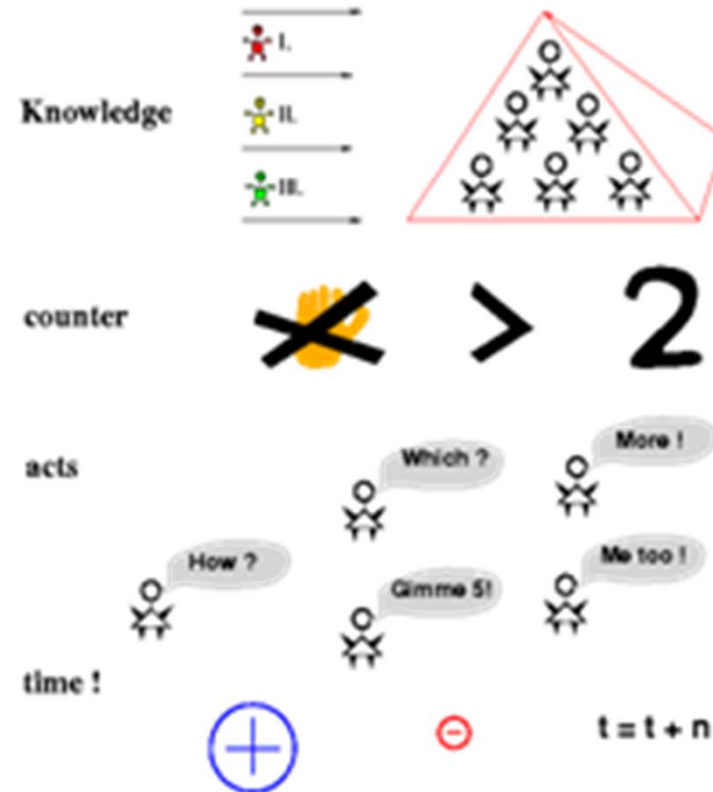 I.
Knowledge
II.
III.
counter
> 2
acts
Which ?
More !
How ?
Me too !
Gimme 5!
time !
t = t + n